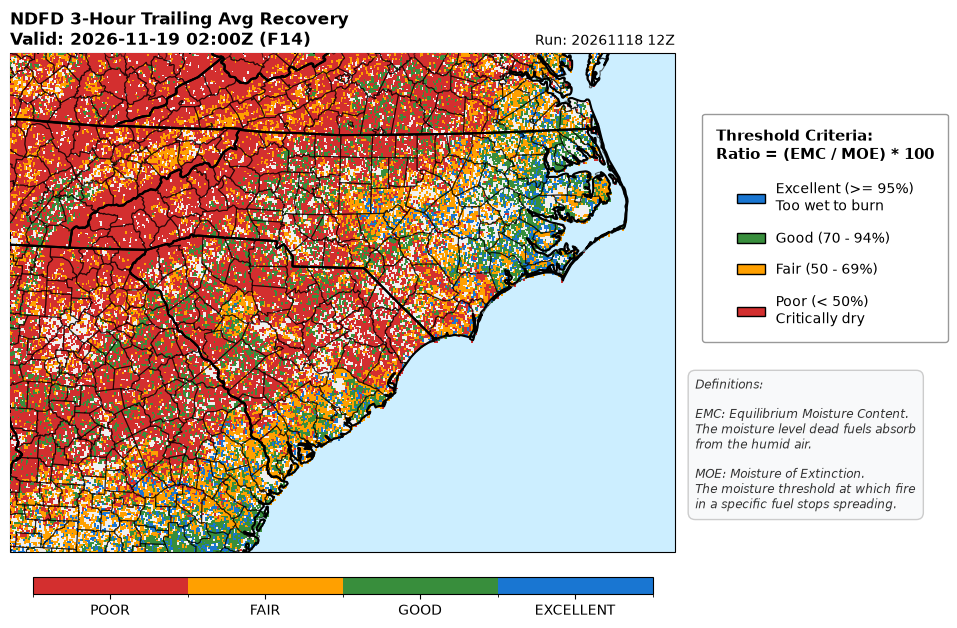 NDFD 3-Hour Trailing Avg Recovery
Valid: 2026-11-19 02:00Z (F14)
Run: 20261118 12Z
Threshold Criteria:
Ratio = (EMC / MOE) * 100
Excellent (>= 95%)
Too wet to burn
Good (70 - 94%)
Fair (50 - 69%)
Poor (< 50%)
Critically dry
Definitions:
EMC: Equilibrium Moisture Content.
The moisture level dead fuels absorb
from the humid air.
MOE: Moisture of Extinction.
The moisture threshold at which fire
in a specific fuel stops spreading.
POOR FAIR GOOD EXCELLENT